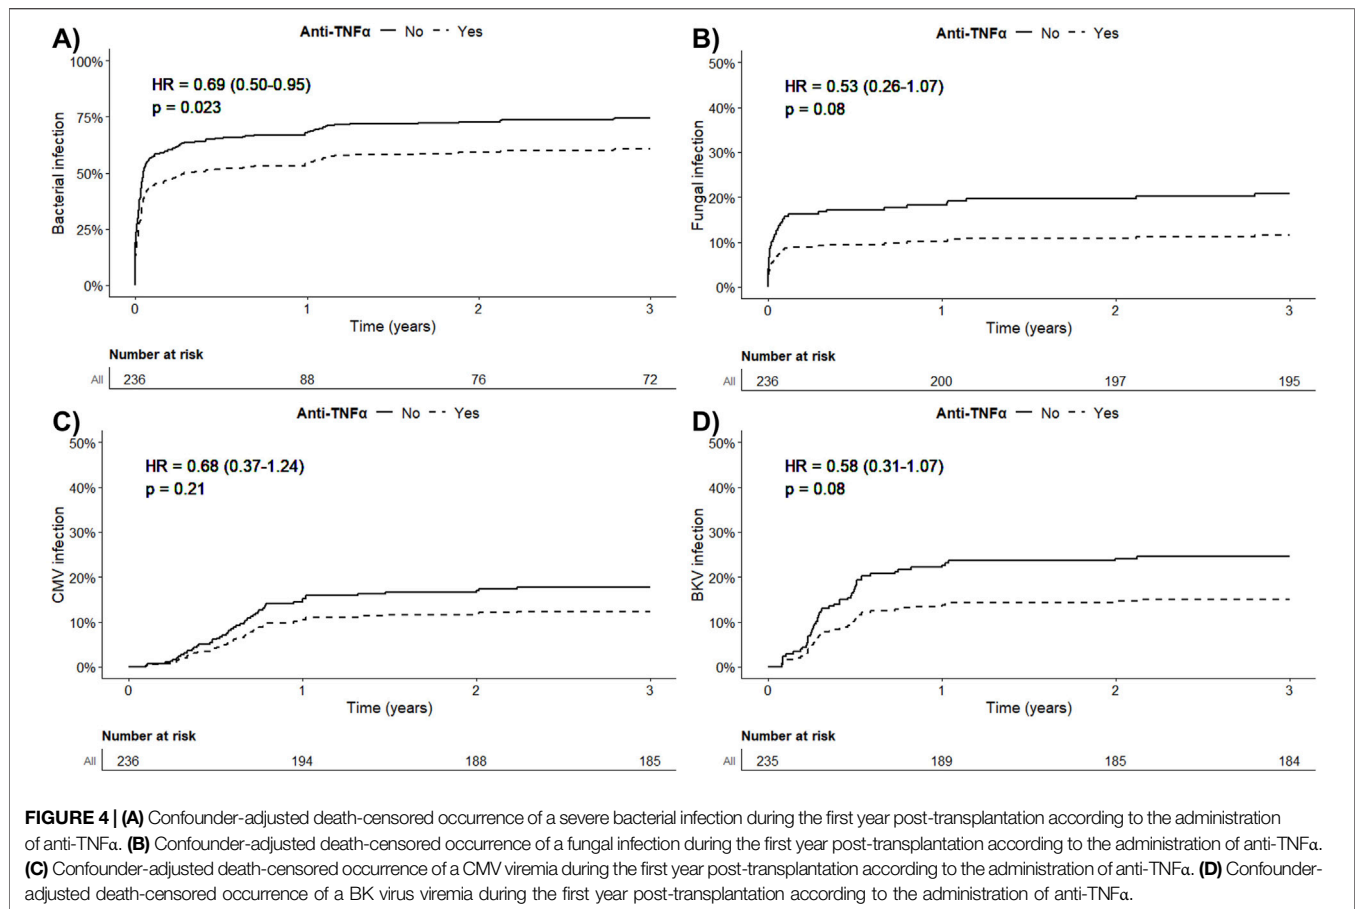 A)
Anti-TNFα No Yes
100%
75%
50%
25%
0%
Bacterial infection
HR = 0.69 (0.50-0.95)
p = 0.023
0 1 2 3
Time (years)
Number at risk
All 236 88 76 72
B)
Anti-TNFα No Yes
50%
40%
30%
20%
10%
0%
Fungal infection
HR = 0.53 (0.26-1.07)
p = 0.08
0 1 2 3
Time (years)
Number at risk
All 236 200 197 195
C)
Anti-TNFα No Yes
50%
40%
30%
20%
10%
0%
CMV infection
HR = 0.68 (0.37-1.24)
p = 0.21
0 1 2 3
Time (years)
Number at risk
All 236 194 188 185
D)
Anti-TNFα No Yes
50%
40%
30%
20%
10%
0%
BKV infection
HR = 0.58 (0.31-1.07)
p = 0.08
0 1 2 3
Time (years)
Number at risk
All 235 189 185 184
FIGURE 4 | (A) Confounder-adjusted death-censored occurrence of a severe bacterial infection during the first year post-transplantation according to the administration
of anti-TNFα. (B) Confounder-adjusted death-censored occurrence of a fungal infection during the first year post-transplantation according to the administration of anti-TNFα.
(C) Confounder-adjusted death-censored occurrence of a CMV viremia during the first year post-transplantation according to the administration of anti-TNFα. (D) Confounder-
adjusted death-censored occurrence of a BK virus viremia during the first year post-transplantation according to the administration of anti-TNFα.